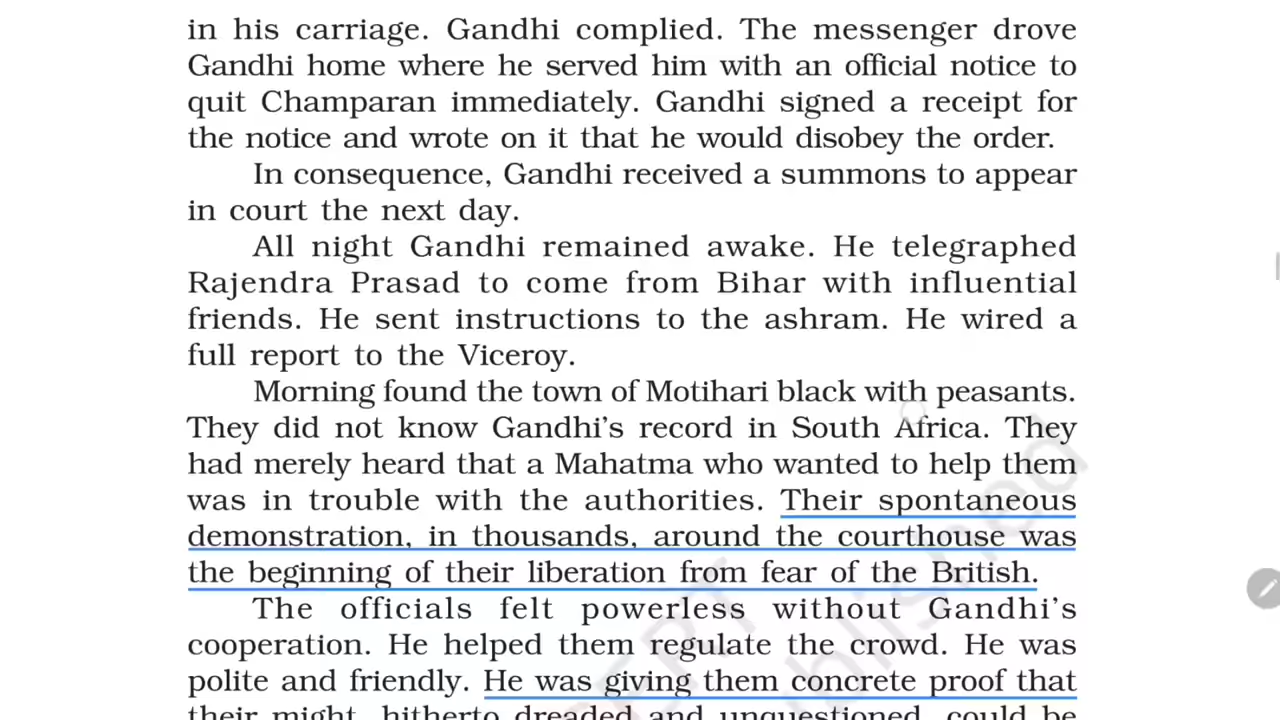 in his carriage. Gandhi complied. The messenger drove
Gandhi home where he served him with an official notice to
quit Champaran immediately. Gandhi signed a receipt for
the notice and wrote on it that he would disobey the order.
In consequence, Gandhi received a summons to appear
in court the next day.
All night Gandhi remained awake. He telegraphed
Rajendra Prasad to come from Bihar with influential
friends. He sent instructions to the ashram. He wired a
full report to the Viceroy.
Morning found the town of Motihari black with peasants.
They did not know Gandhi's record in South Africa. They
had merely heard that a Mahatma who wanted to help them
was in trouble with the authorities. Their spontaneous
demonstration, in thousands, around the courthouse was
the beginning of their liberation from fear of the British.
The officials felt powerless without Gandhi's
cooperation. He helped them regulate the crowd. He was
polite and friendly. He was giving them concrete proof that
their might, hitherto dreaded and unquestioned, could be